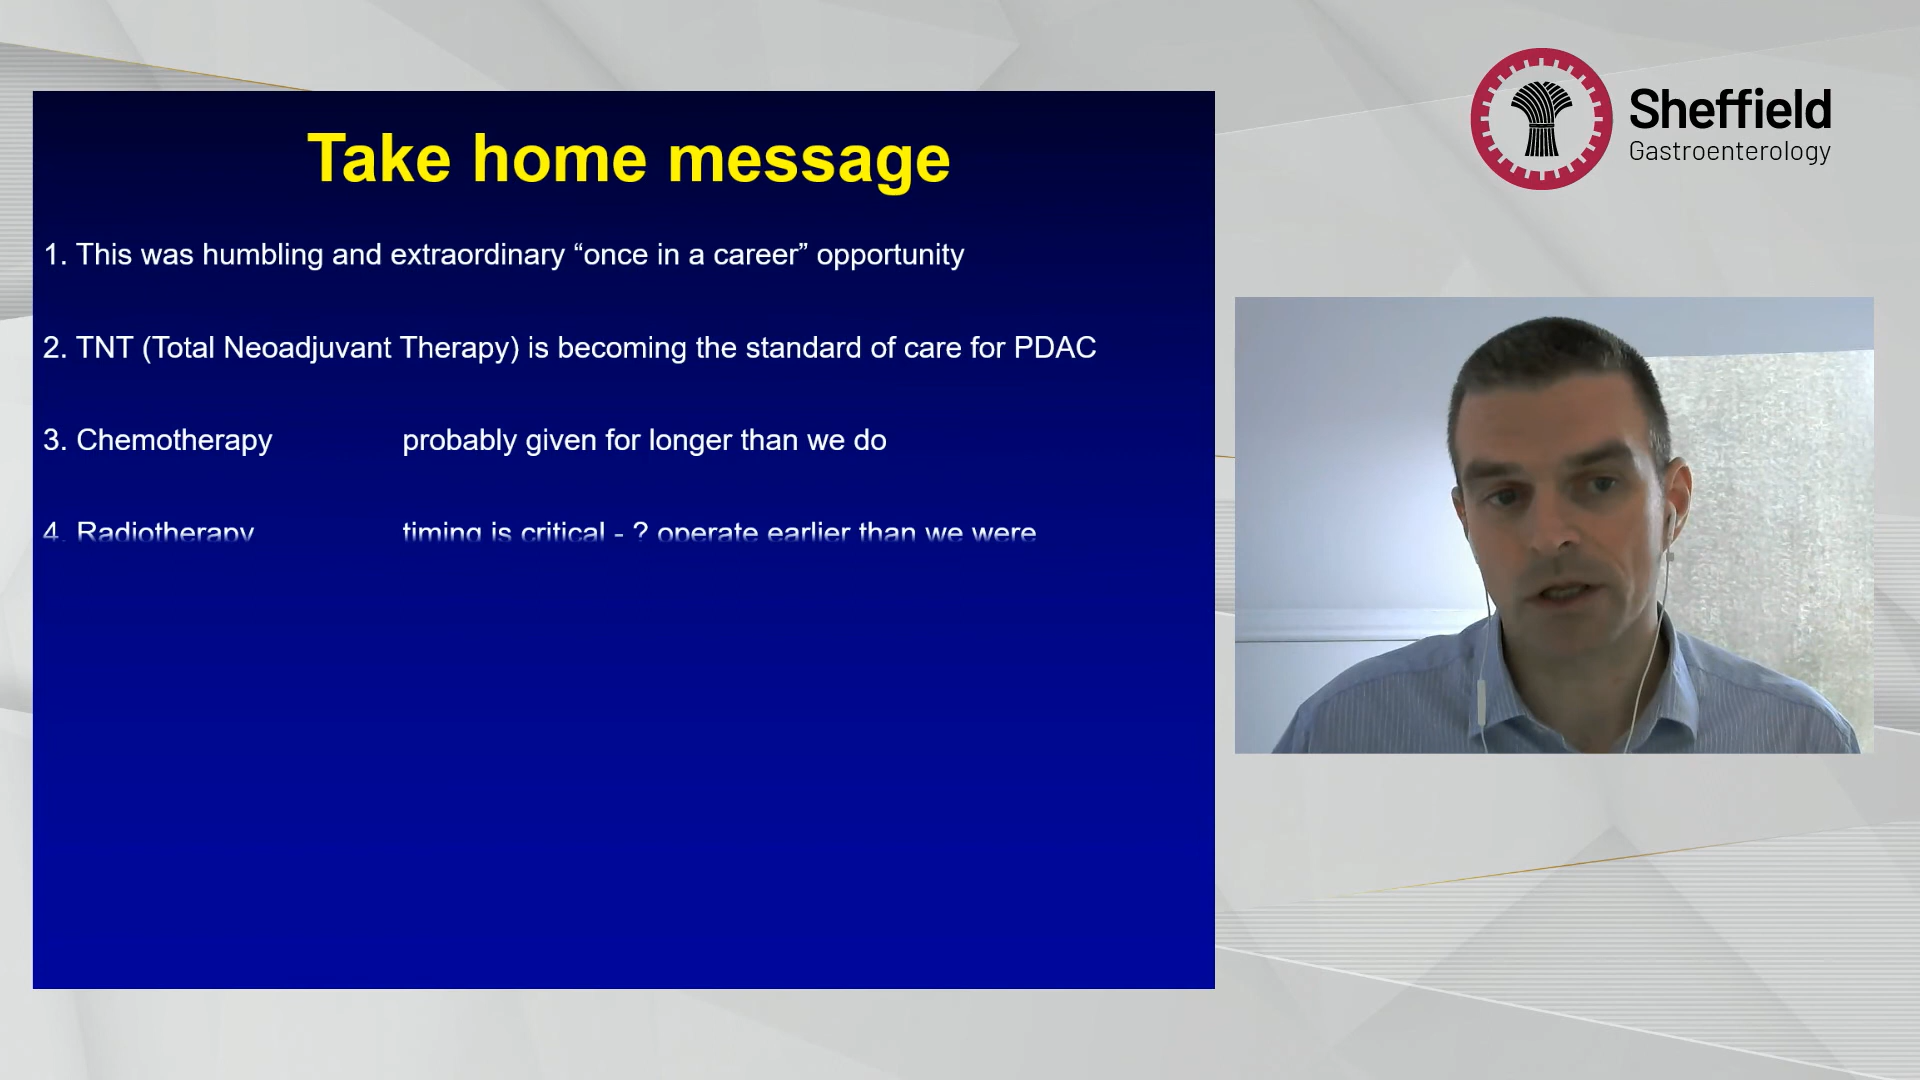 Take home message
1. This was humbling and extraordinary “once in a career” opportunity
2. TNT (Total Neoadjuvant Therapy) is becoming the standard of care for PDAC
3. Chemotherapy probably given for longer than we do
4. Radiotherapy timing is critical - ? operate earlier than we were
Sheffield
Gastroenterology